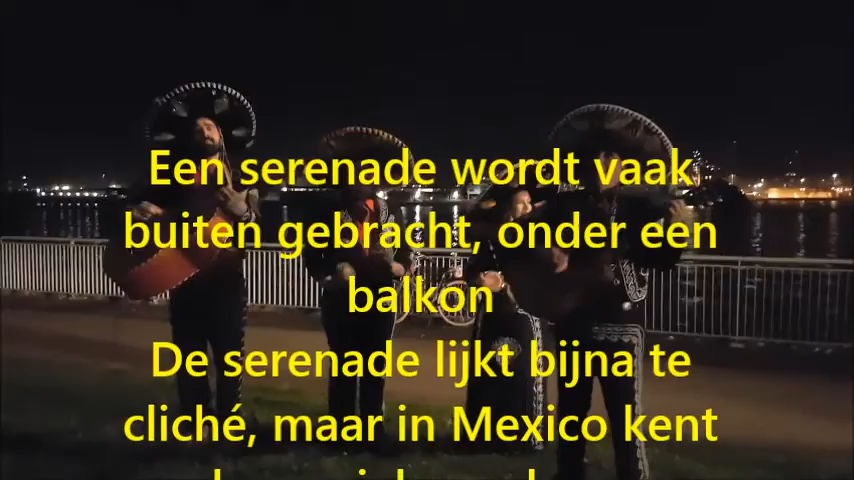 Een serenade wordt vaak
buiten gebracht, onder een
balkon
De serenade lijkt bijna te
cliché, maar in Mexico kent